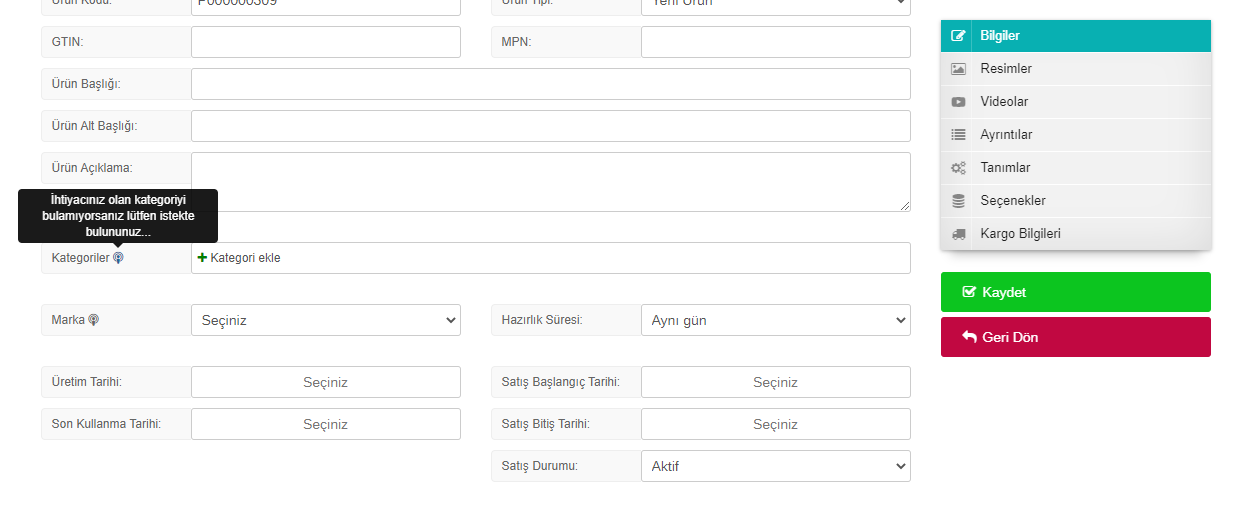 Ürün Kodu: P000000309 Ürün Tipi: Yeni Ürün
GTIN: MPN:
Ürün Başlığı:
Ürün Alt Başlığı:
Ürün Açıklama:
İhtiyacınız olan kategoriyi
bulamıyorsanız lütfen istekte
bulununuz...
Kategoriler Kategori ekle
Marka Seçiniz Hazırlık Süresi: Aynı gün
Üretim Tarihi: Seçiniz Satış Başlangıç Tarihi: Seçiniz
Son Kullanma Tarihi: Seçiniz Satış Bitiş Tarihi: Seçiniz
Satış Durumu: Aktif
Bilgiler
Resimler
Videolar
Ayrıntılar
Tanımlar
Seçenekler
Kargo Bilgileri
Kaydet
Geri Dön